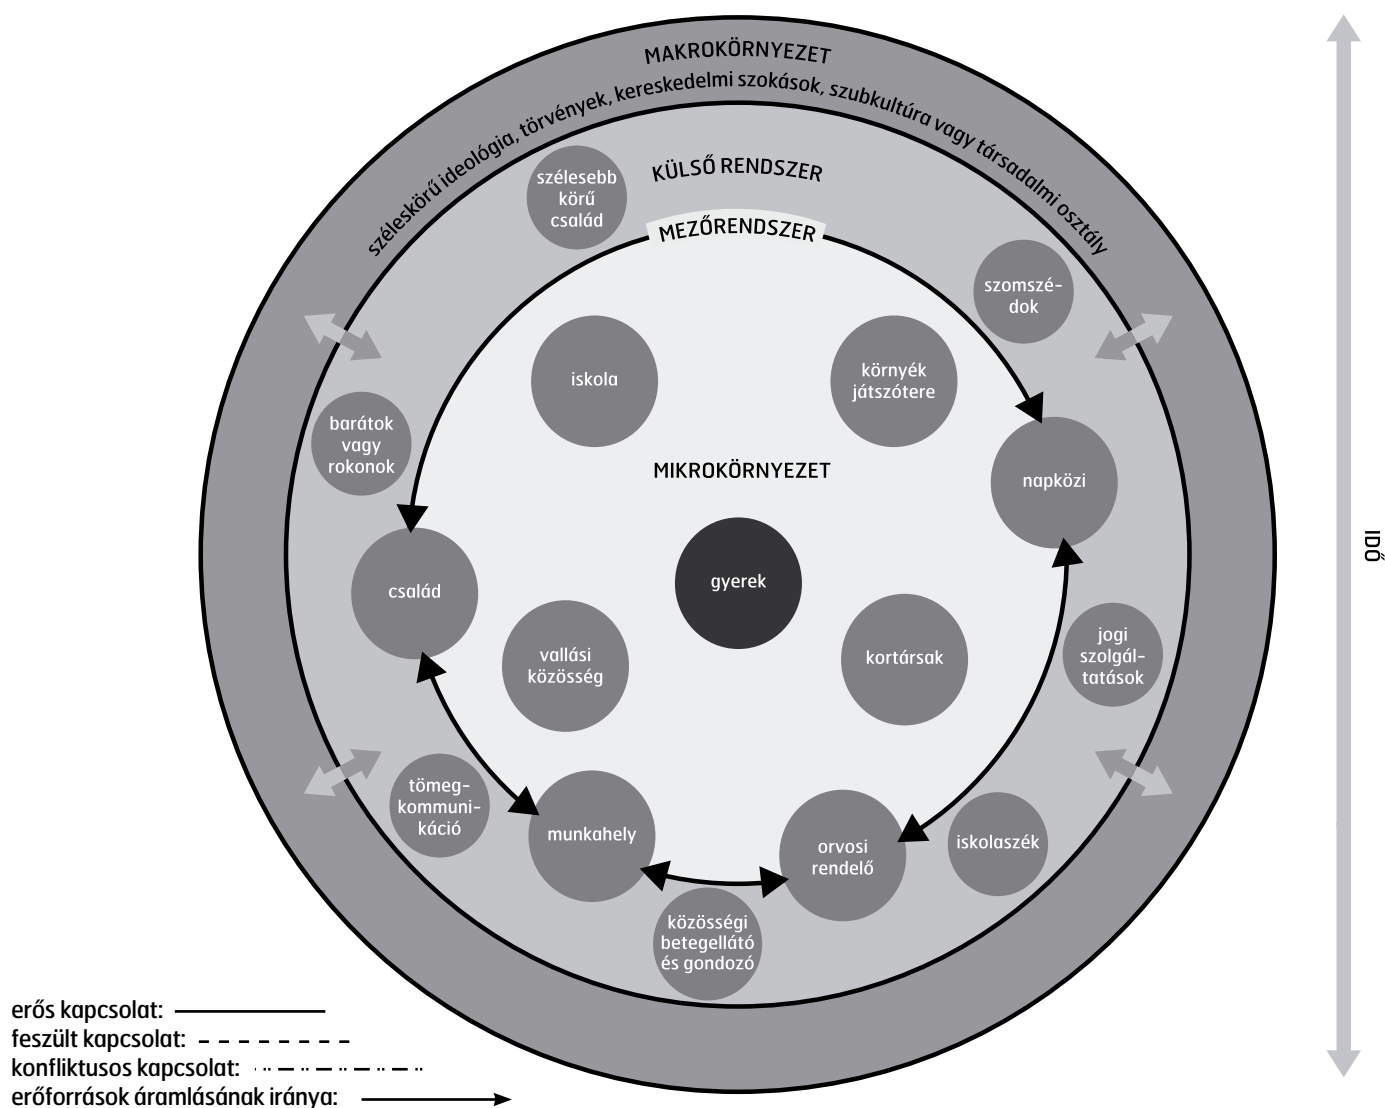 MAKROKÖRNYEZET
széleskörű ideológia, törvények, kereskedelmi szokások, szubkultúra vagy társadalmi osztály
KÜLSŐ RENDSZER
szélesebb
körű
család
MEZŐRENDSZER
szomszé-
dok
iskola
környék
játszótere
barátok
vagy
rokonok
MIKROKÖRNYEZET
napközi
IDŐ
család
gyerek
vallási
közösség
kortársak
jogi
szolgál-
tatások
tömeg-
kommuni-
káció
munkahely
orvosi
rendelő
iskolaszék
közösségi
betegellátó
és gondozó
erős kapcsolat:
feszült kapcsolat:
konfliktusos kapcsolat:
erőforrások áramlásának iránya: